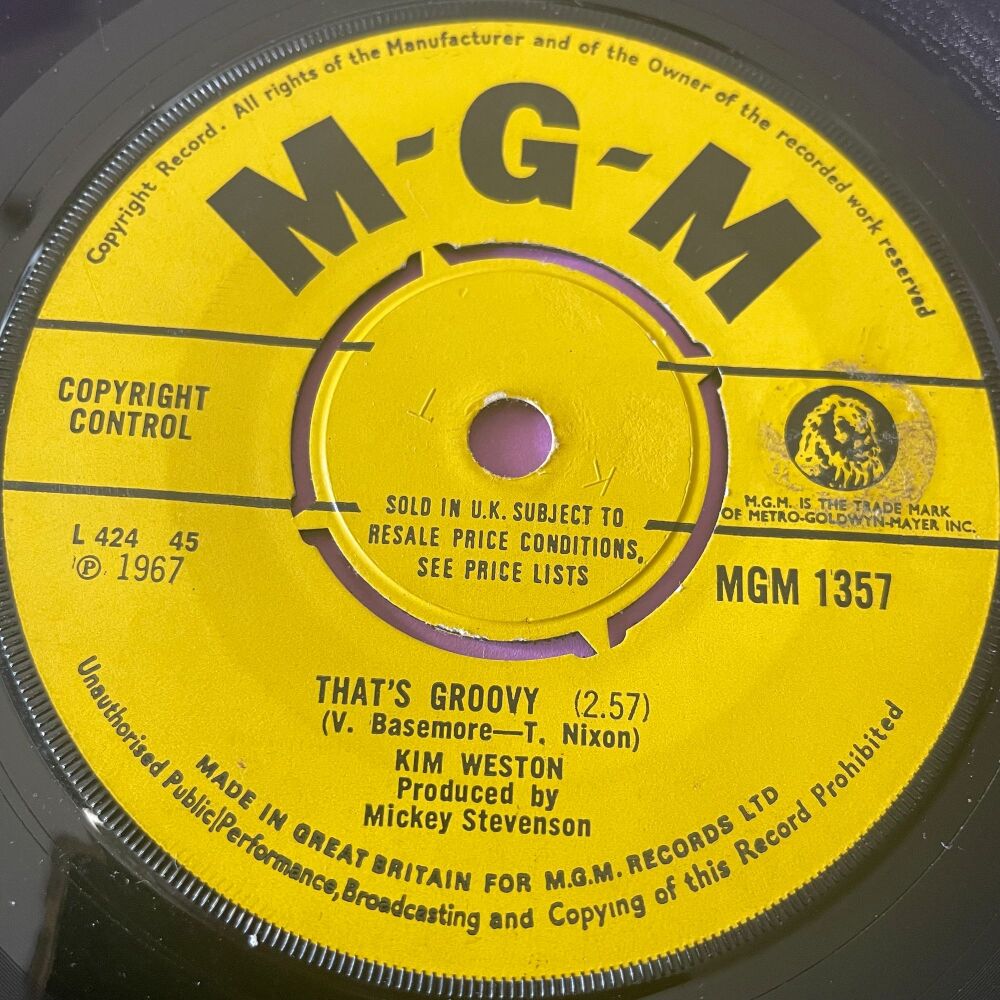 Copyright Record. All rights of the Manufacturer and of the Owner of the recorded work reserved
M-G-M
COPYRIGHT
CONTROL
M.G.M. IS THE TRADE MARK
OF METRO-GOLDWYN-MAYER INC.
SOLD IN U.K. SUBJECT TO
RESALE PRICE CONDITIONS,
SEE PRICE LISTS
T
K
L 424 45
℗ 1967
MGM 1357
THAT'S GROOVY (2.57)
(V. Basemore—T. Nixon)
KIM WESTON
Produced by
Mickey Stevenson
MADE IN GREAT BRITAIN FOR M.G.M. RECORDS LTD
Unauthorised Public Performance, Broadcasting and Copying of this Record Prohibited